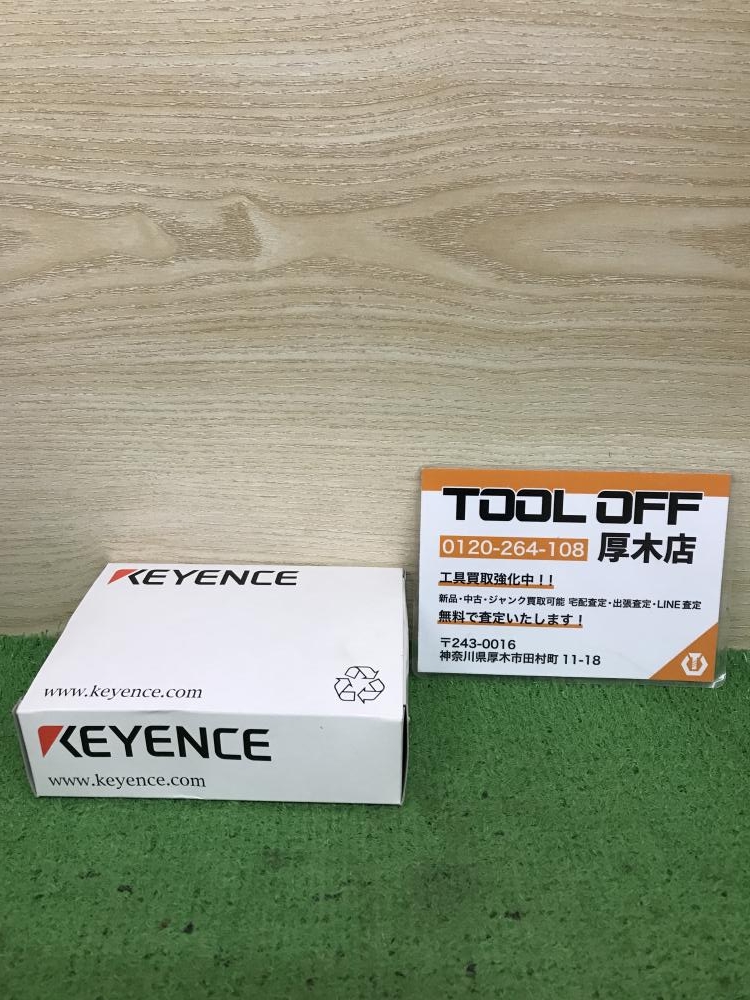 KEYENCE
www.keyence.com
KEYENCE
www.keyence.com
TOOL OFF
0120-264-108 厚木店
工具買取強化中！！
新品・中古・ジャンク買取可能 宅配査定・出張査定・LINE査定
無料で査定いたします！
〒243-0016
神奈川県厚木市田村町 11-18